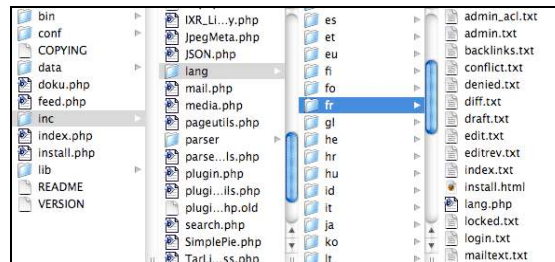 bin
conf
COPYING
data
doku.php
feed.php
inc
index.php
install.php
lib
README
VERSION
IXR_Li...y.php
JpegMeta.php
JSON.php
lang
mail.php
media.php
pageutils.php
parser
parse...ls.php
plugin.php
plugi...ils.php
plugi...hp.old
search.php
SimplePie.php
TarLi...ss.php
es
et
eu
fi
fo
fr
gl
he
hr
hu
id
it
ja
ko
lt
admin_acl.txt
admin.txt
backlinks.txt
conflict.txt
denied.txt
diff.txt
draft.txt
edit.txt
editrev.txt
index.txt
install.html
lang.php
locked.txt
login.txt
mailtext.txt